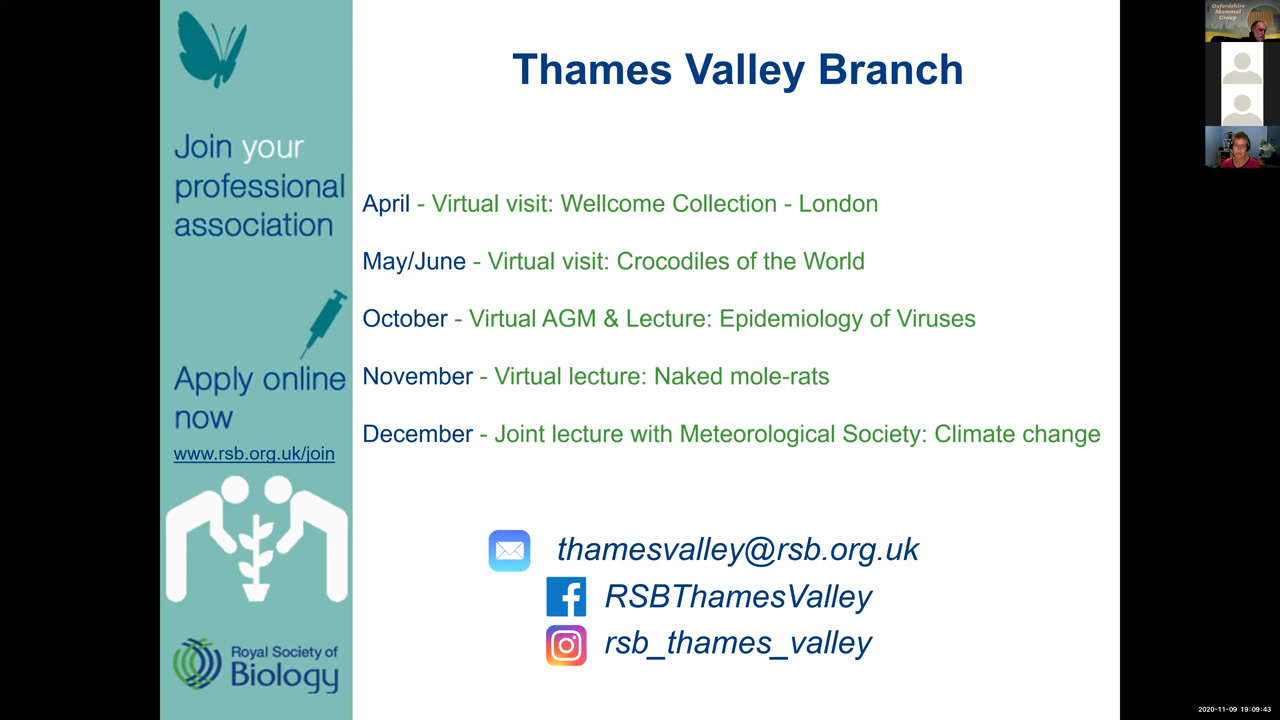 Thames Valley Branch
Join your
professional
association
Apply online
now
www.rsb.org.uk/join
Royal Society of
Biology
April - Virtual visit: Wellcome Collection - London
May/June - Virtual visit: Crocodiles of the World
October - Virtual AGM & Lecture: Epidemiology of Viruses
November - Virtual lecture: Naked mole-rats
December - Joint lecture with Meteorological Society: Climate change
thamesvalley@rsb.org.uk
RSBThamesValley
rsb_thames_valley
Oxfordshire
Mammal
Group
2020-11-09 19:09:43